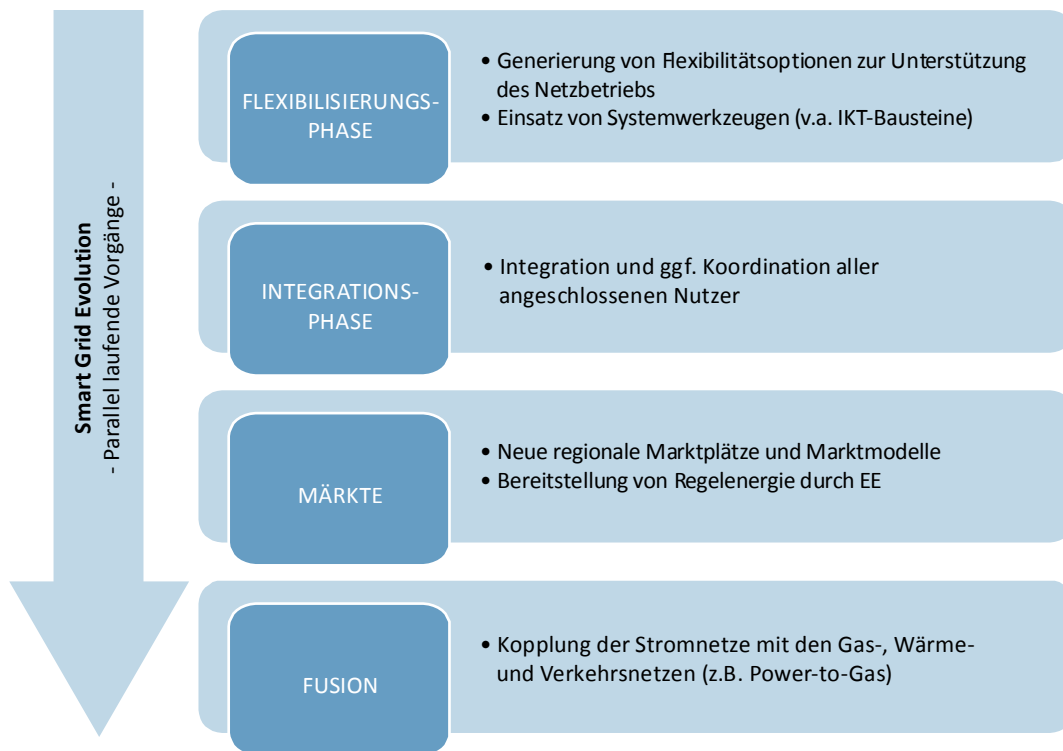 Smart Grid Evolution
- Parallel laufende Vorgänge -
FLEXIBILISIERUNGS-
PHASE
• Generierung von Flexibilitätsoptionen zur Unterstützung
des Netzbetriebs
• Einsatz von Systemwerkzeugen (v.a. IKT-Bausteine)
INTEGRATIONS-
PHASE
• Integration und ggf. Koordination aller
angeschlossenen Nutzer
MÄRKTE
• Neue regionale Marktplätze und Marktmodelle
• Bereitstellung von Regelenergie durch EE
FUSION
• Kopplung der Stromnetze mit den Gas-, Wärme-
und Verkehrsnetzen (z.B. Power-to-Gas)